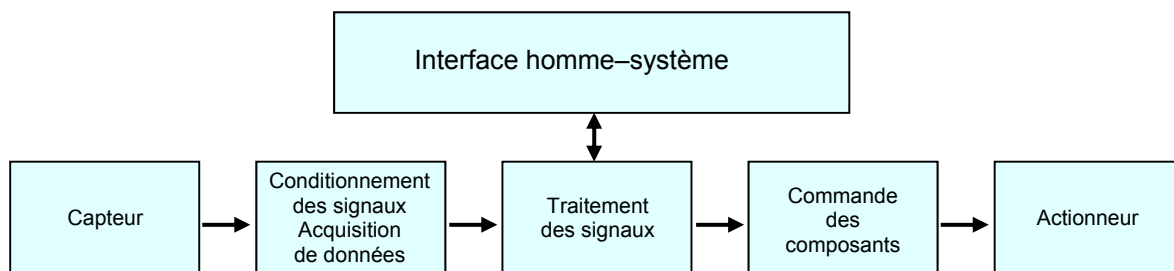 Interface homme–système
Capteur
Conditionnement
des signaux
Acquisition
de données
Traitement
des signaux
Commande
des
composants
Actionneur